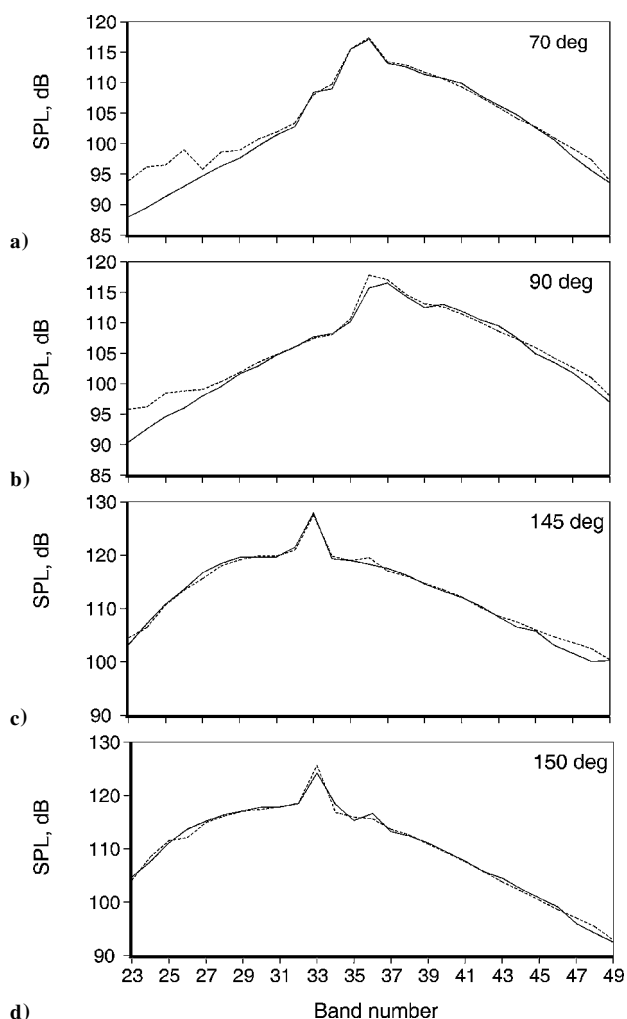 120
115
110
105
100
95
90
85
SPL, dB
70 deg
a)
120
115
110
105
100
95
90
85
SPL, dB
90 deg
b)
130
120
110
100
90
SPL, dB
145 deg
c)
130
120
110
100
90
SPL, dB
150 deg
23 25 27 29 31 33 35 37 39 41 43 45 47 49
d)
Band number